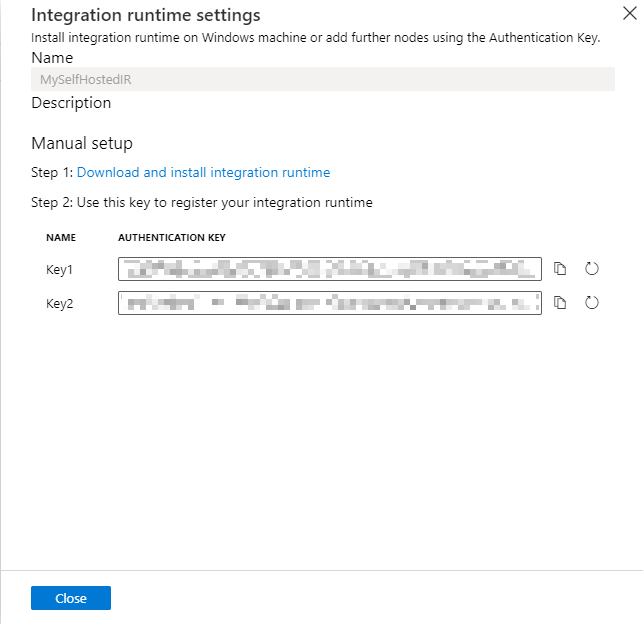 Integration runtime settings
Install integration runtime on Windows machine or add further nodes using the Authentication Key.
Name
MySelfHostedIR
Description
Manual setup
Step 1: Download and install integration runtime
Step 2: Use this key to register your integration runtime
NAME AUTHENTICATION KEY
Key1
Key2
Close